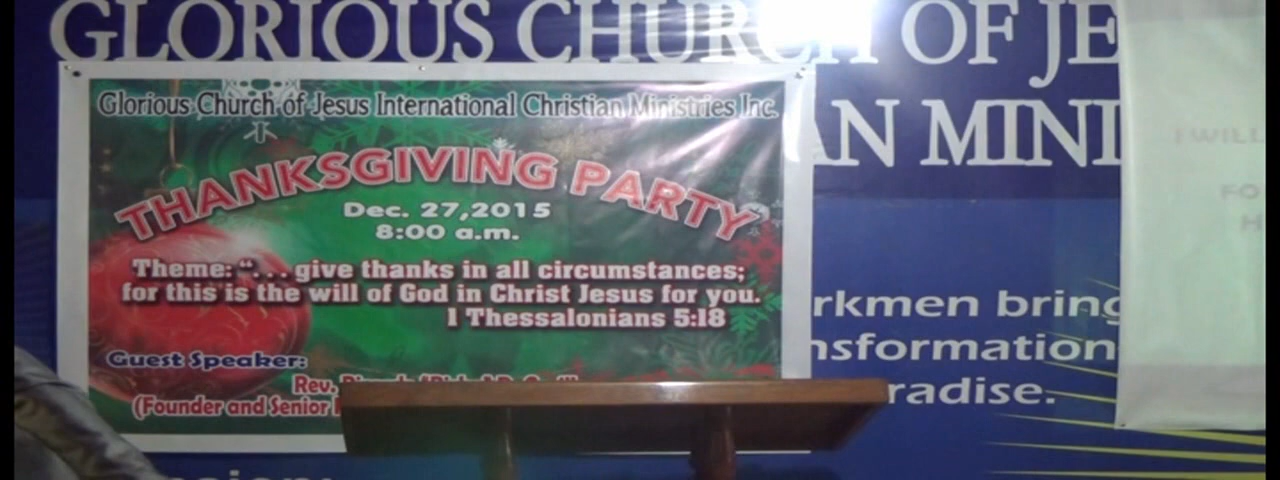 GLORIOUS CHURCH OF JE
AN MINI
Glorious Church of Jesus International Christian Ministries Inc.
THANKSGIVING PARTY
Dec. 27,2015
8:00 a.m.
Theme: “. . . give thanks in all circumstances;
for this is the will of God in Christ Jesus for you.
1 Thessalonians 5:18
Guest Speaker:
Rev.
(Founder and Senior
rkmen bring
nsformation
radise.
I WILL
FO
H